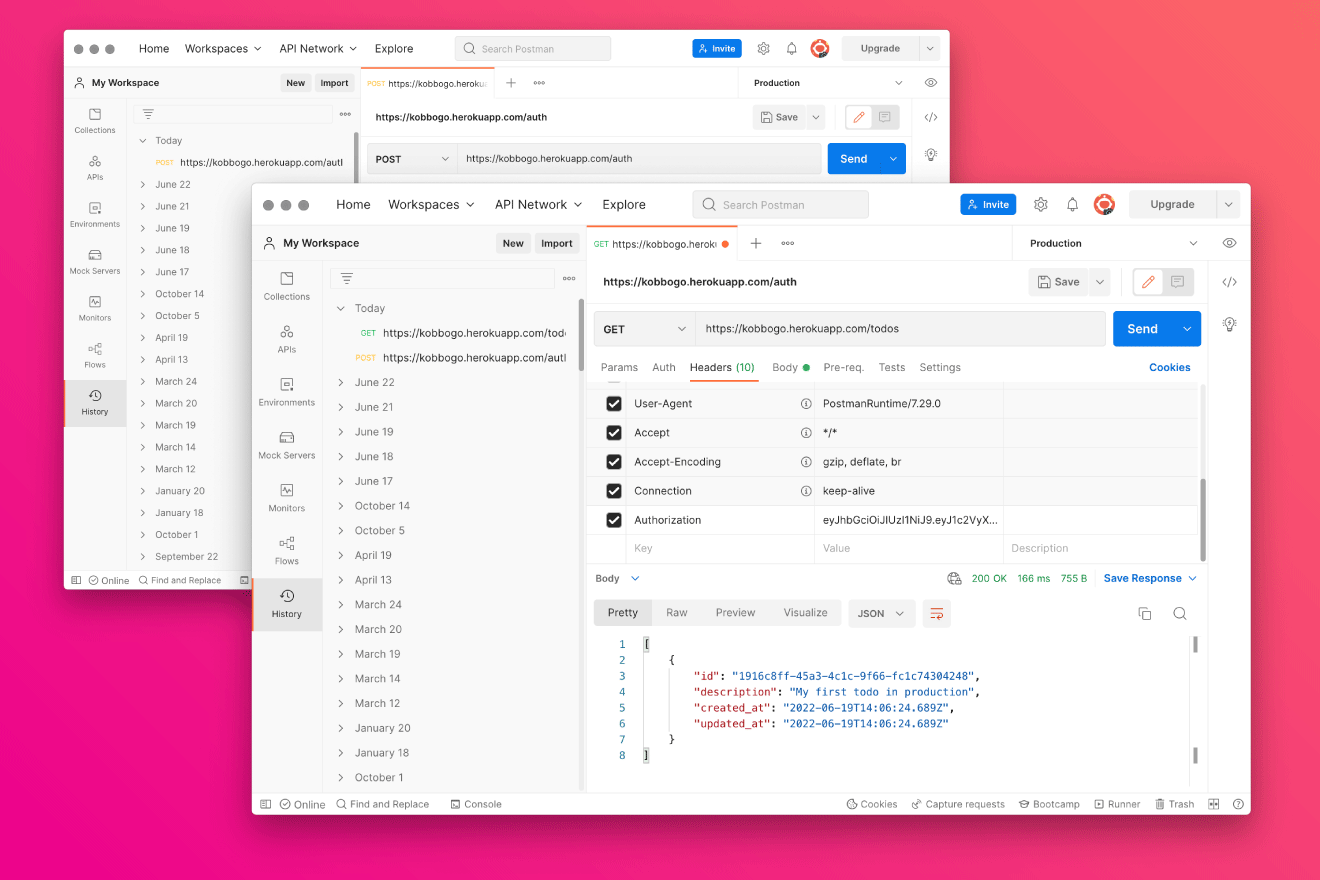 Home Workspaces API Network Explore Search Postman Invite Upgrade
My Workspace New Import POST https://kobbogo.heroku Production
https://kobbogo.herokuapp.com/auth Save
POST https://kobbogo.herokuapp.com/auth Send
Collections
APIs
Environments
Mock Servers
Monitors
Flows
History
Today
POST https://kobbogo.herokuapp.com/autl
June 22
June 21
June 19
June 18
June 17
October 14
October 5
April 19
April 13
March 24
March 20
March 19
March 14
March 12
January 20
January 18
October 1
September 22
Online Find and Replace
Home Workspaces API Network Explore Search Postman Invite Upgrade
My Workspace New Import GET https://kobbogo.heroku Production
Collections
APIs
Environments
Mock Servers
Monitors
Flows
History
Today
GET https://kobbogo.herokuapp.com/tod
POST https://kobbogo.herokuapp.com/autl
June 22
June 21
June 19
June 18
June 17
October 14
October 5
April 19
April 13
March 24
March 20
March 19
March 14
March 12
January 20
January 18
October 1
https://kobbogo.herokuapp.com/auth Save
GET https://kobbogo.herokuapp.com/todos Send
Params Auth Headers (10) Body Pre-req. Tests Settings Cookies
User-Agent PostmanRuntime/7.29.0
Accept */*
Accept-Encoding gzip, deflate, br
Connection keep-alive
Authorization eyJhbGciOiJIUzI1NiJ9.eyJ1c2VyX...
Key Value Description
Body 200 OK 166 ms 755 B Save Response
Pretty Raw Preview Visualize JSON
1 [
2 {
3 "id": "1916c8ff-45a3-4c1c-9f66-fc1c74304248",
4 "description": "My first todo in production",
5 "created_at": "2022-06-19T14:06:24.689Z",
6 "updated_at": "2022-06-19T14:06:24.689Z"
7 }
8 ]
Online Find and Replace Console Cookies Capture requests Bootcamp Runner Trash